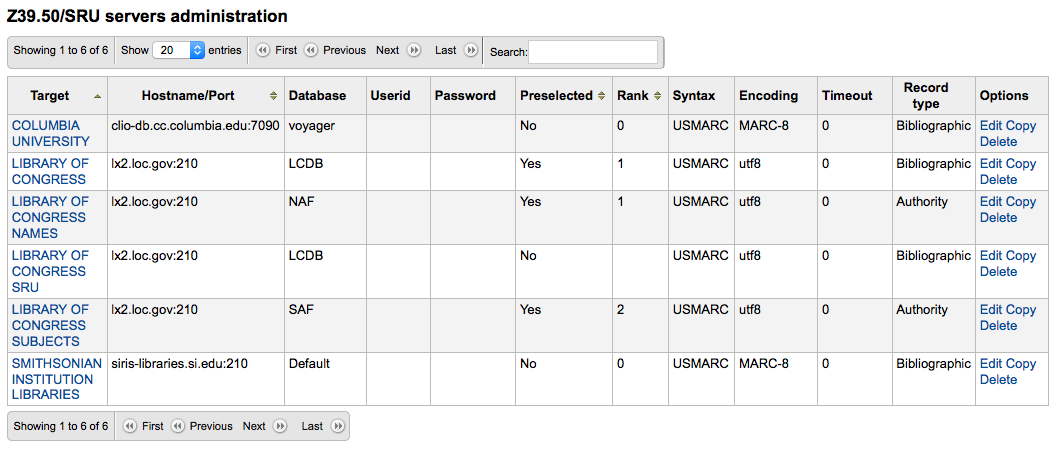 Z39.50/SRU servers administration
Showing 1 to 6 of 6 Show 20 entries First Previous Next Last Search:
Target Hostname/Port Database Userid Password Preselected Rank Syntax Encoding Timeout Record type Options
COLUMBIA UNIVERSITY clio-db.cc.columbia.edu:7090 voyager No 0 USMARC MARC-8 0 Bibliographic Edit Copy Delete
LIBRARY OF CONGRESS lx2.loc.gov:210 LCDB Yes 1 USMARC utf8 0 Bibliographic Edit Copy Delete
LIBRARY OF CONGRESS NAMES lx2.loc.gov:210 NAF Yes 1 USMARC utf8 0 Authority Edit Copy Delete
LIBRARY OF CONGRESS SRU lx2.loc.gov:210 LCDB No USMARC utf8 0 Bibliographic Edit Copy Delete
LIBRARY OF CONGRESS SUBJECTS lx2.loc.gov:210 SAF Yes 2 USMARC utf8 0 Authority Edit Copy Delete
SMITHSONIAN INSTITUTION LIBRARIES siris-libraries.si.edu:210 Default No 0 USMARC MARC-8 0 Bibliographic Edit Copy Delete
Showing 1 to 6 of 6 First Previous Next Last